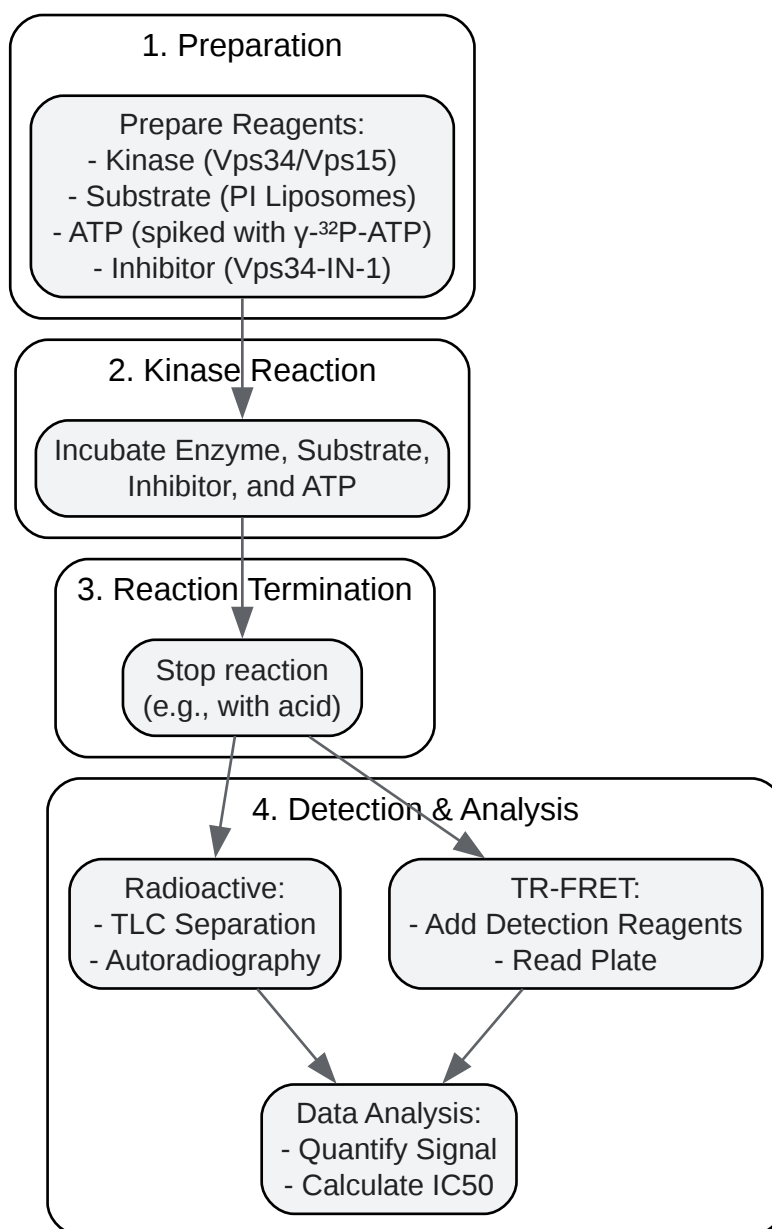 1. Preparation
Prepare Reagents:
- Kinase (Vps34/Vps15)
- Substrate (PI Liposomes)
- ATP (spiked with γ-³²P-ATP)
- Inhibitor (Vps34-IN-1)
2. Kinase Reaction
Incubate Enzyme, Substrate,
Inhibitor, and ATP
3. Reaction Termination
Stop reaction
(e.g., with acid)
4. Detection & Analysis
Radioactive:
- TLC Separation
- Autoradiography
TR-FRET:
- Add Detection Reagents
- Read Plate
Data Analysis:
- Quantify Signal
- Calculate IC50